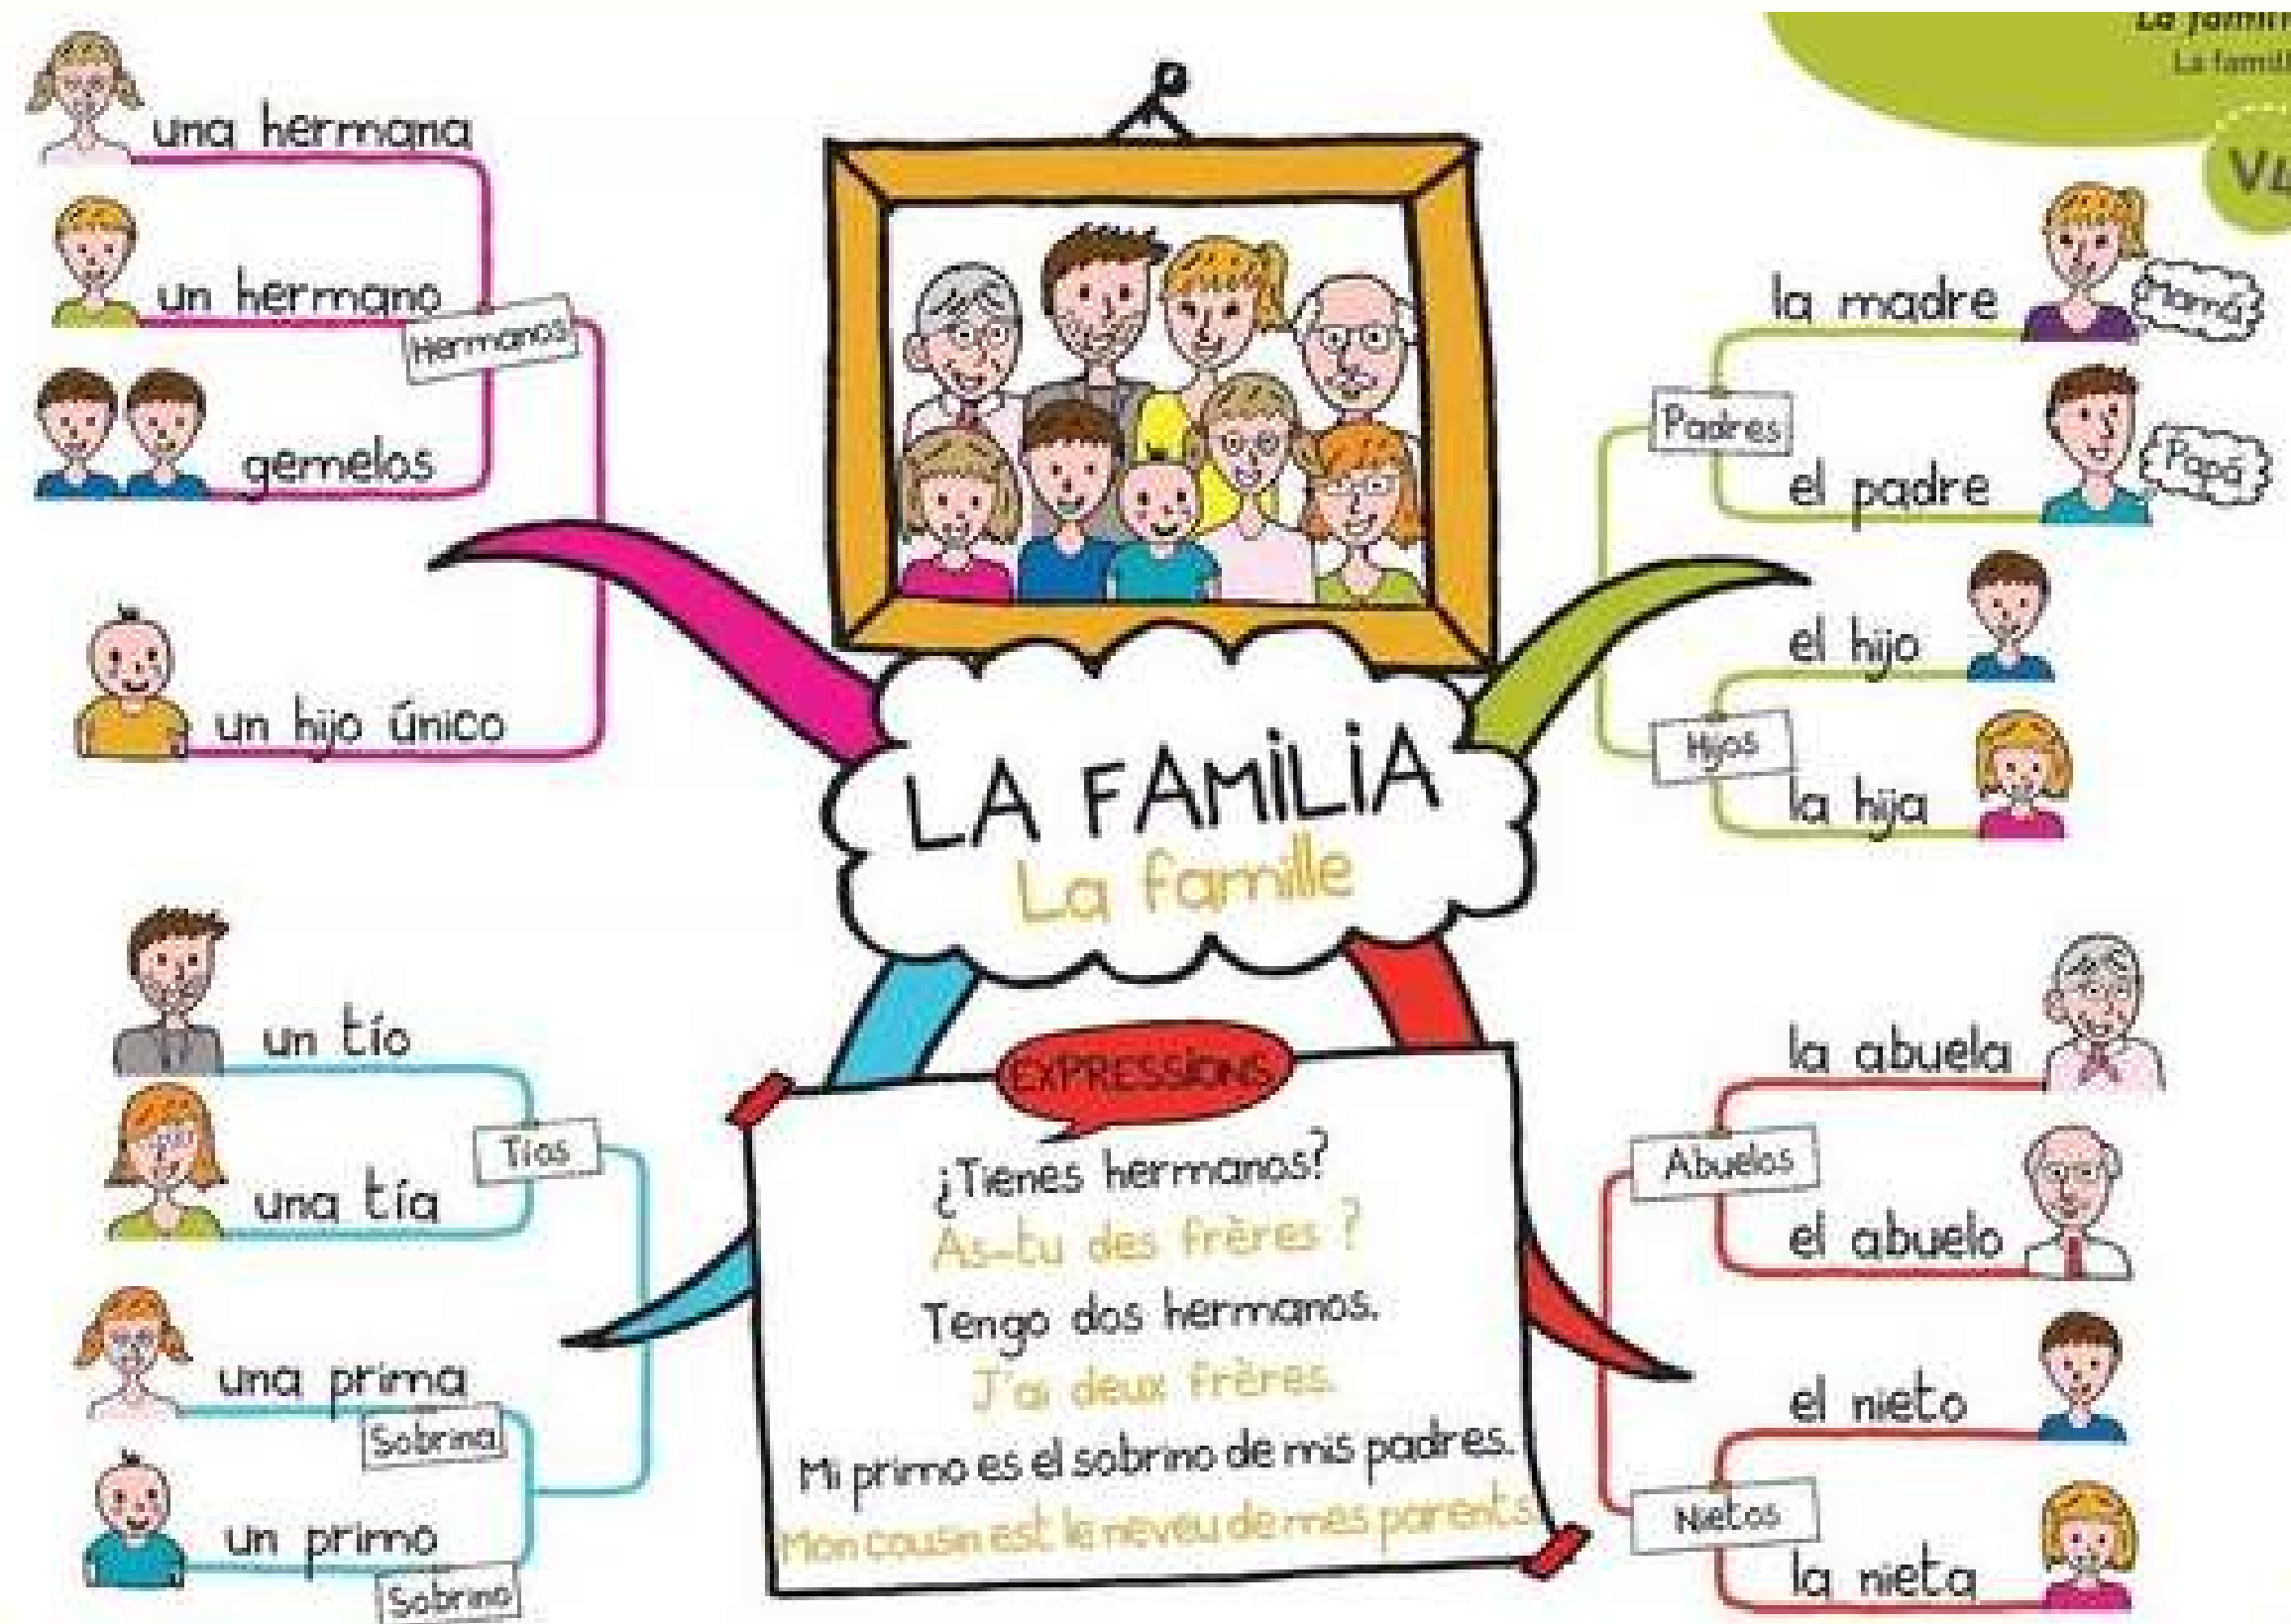 una hermana
un hermano
Hermanos
gemelos
un hijo único
La
La
V4
la madre
Mamá
Padres
el padre
Papá
el hijo
Hijos
la hija
LA FAMILIA
La famille
un tío
Tíos
una tía
una prima
Sobrina
un primo
Sobrino
EXPRESSIONS
¿Tienes hermanos?
As-tu des frères ?
Tengo dos hermanos.
J'ai deux frères.
Mi primo es el sobrino de mis padres.
Mon cousin est le neveu de mes parents
la abuela
Abuelos
el abuelo
el nieto
Nietos
la nieta